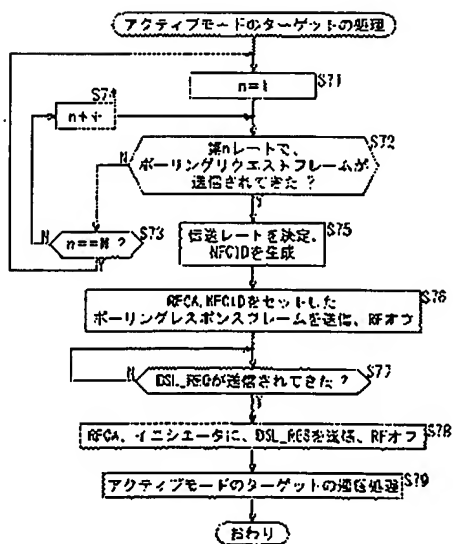 アクティブモードのターゲットの処理
S71
n=1
S74
n++
S72
第nレートで、
ポーリングリクエストフレームが
送信されてきた？
N
Y
S73
n==N ?
N
Y
S75
伝送レートを決定、
NFCIDを生成
S76
RFCA,NFCIDをセットした
ポーリングレスポンスフレームを送信、RFオフ
S77
DSL_REQが送信されてきた？
N
Y
S78
RFCA、イニシエータに、DSL_RESを送信、RFオフ
S79
アクティブモードのターゲットの通信処理
おわり